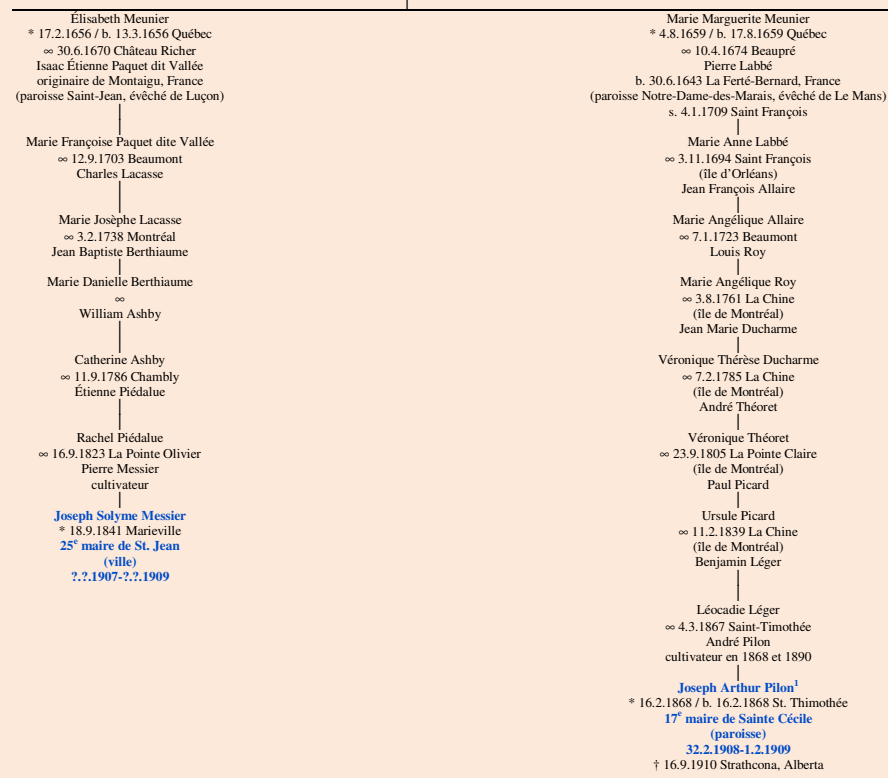 Élisabeth Meunier
* 17.2.1656 / b. 13.3.1656 Québec
∞ 30.6.1670 Château Richer
Isaac Étienne Paquet dit Vallée
originaire de Montaigu, France
(paroisse Saint-Jean, évêché de Luçon)
Marie Françoise Paquet dite Vallée
∞ 12.9.1703 Beaumont
Charles Lacasse
Marie Josèphe Lacasse
∞ 3.2.1738 Montréal
Jean Baptiste Berthiaume
Marie Danielle Berthiaume
∞
William Ashby
Catherine Ashby
∞ 11.9.1786 Chambly
Étienne Piédalue
Rachel Piédalue
∞ 16.9.1823 La Pointe Olivier
Pierre Messier
cultivateur
Joseph Solyme Messier
* 18.9.1841 Marieville
25e maire de St. Jean
(ville)
?.?.1907-?.?.1909
Marie Marguerite Meunier
* 4.8.1659 / b. 17.8.1659 Québec
∞ 10.4.1674 Beaupré
Pierre Labbé
b. 30.6.1643 La Ferté-Bernard, France
(paroisse Notre-Dame-des-Marais, évêché de Le Mans)
s. 4.1.1709 Saint François
Marie Anne Labbé
∞ 3.11.1694 Saint François
(île d'Orléans)
Jean François Allaire
Marie Angélique Allaire
∞ 7.1.1723 Beaumont
Louis Roy
Marie Angélique Roy
∞ 3.8.1761 La Chine
(île de Montréal)
Jean Marie Ducharme
Véronique Thérèse Ducharme
∞ 7.2.1785 La Chine
(île de Montréal)
André Théoret
Véronique Théoret
∞ 23.9.1805 La Pointe Claire
(île de Montréal)
Paul Picard
Ursule Picard
∞ 11.2.1839 La Chine
(île de Montréal)
Benjamin Léger
Léocadie Léger
∞ 4.3.1867 Saint-Timothée
André Pilon
cultivateur en 1868 et 1890
Joseph Arthur Pilon1
* 16.2.1868 / b. 16.2.1868 St. Thimothée
17e maire de Sainte Cécile
(paroisse)
32.2.1908-1.2.1909
† 16.9.1910 Strathcona, Alberta